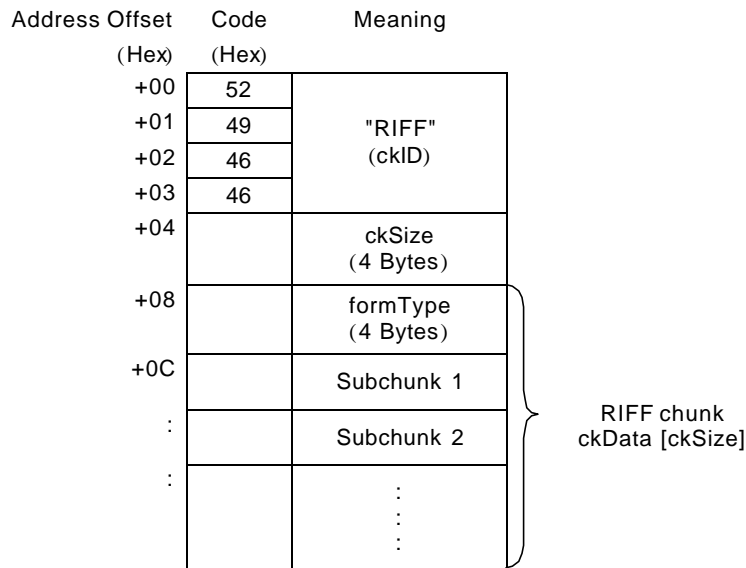 Address Offset Code Meaning
(Hex) (Hex)
+00 52
+01 49 "RIFF"
+02 46 (ckID)
+03 46
+04 ckSize
(4 Bytes)
+08 formType
(4 Bytes)
+0C Subchunk 1
: Subchunk 2
RIFF chunk
ckData [ckSize]
: :
:
: